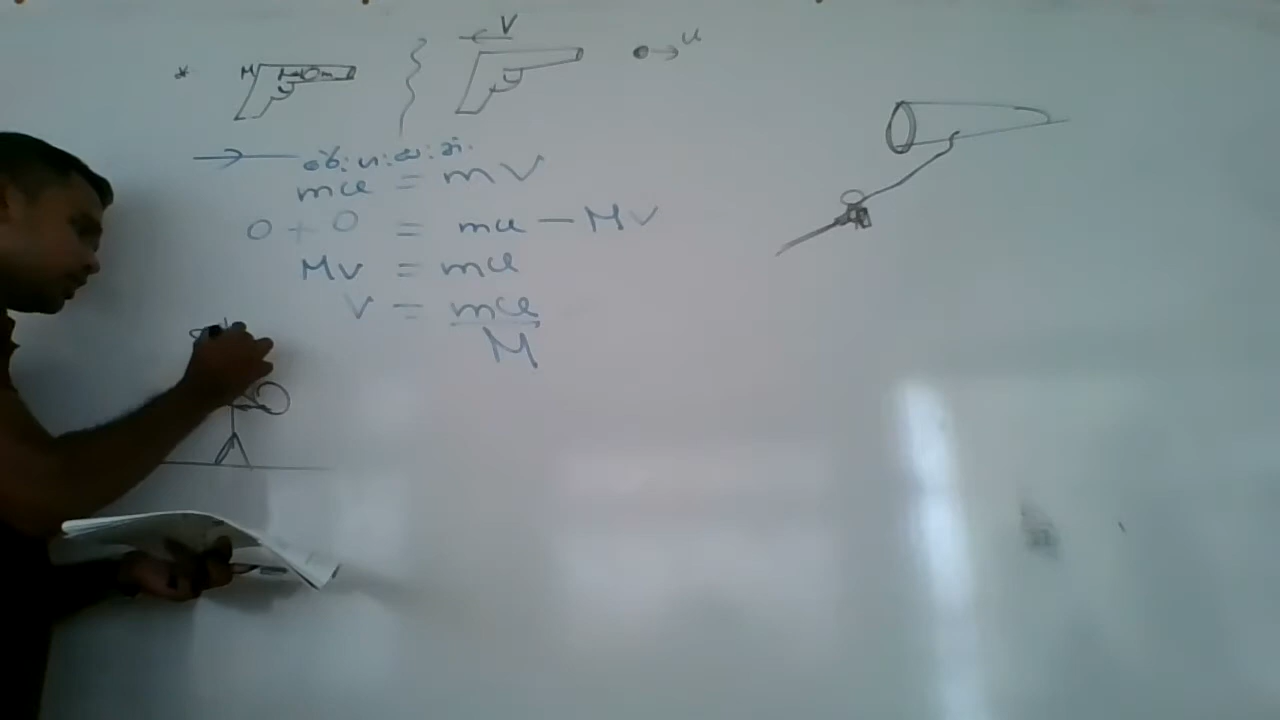 V
* M m u
→
mu = mV
0 + 0 = mu - MV
Mv = mu
V = mu
M